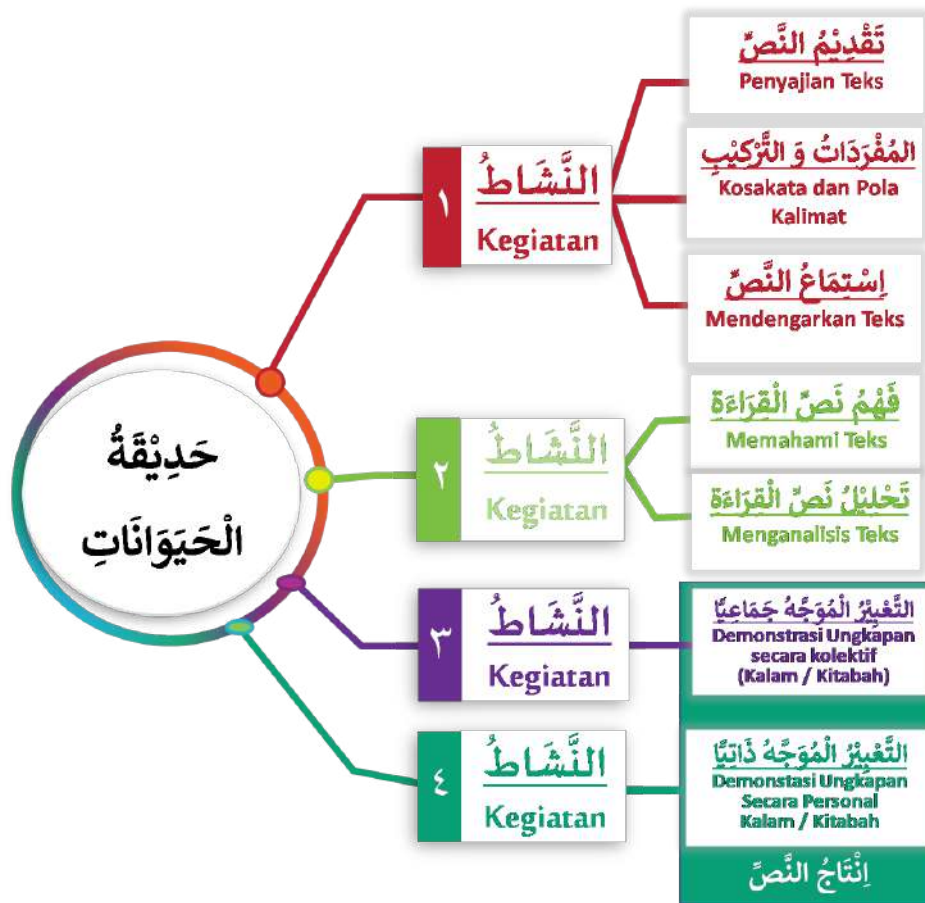 حَدِيْقَةُ
الْحَيَوَانَاتِ
١
النَّشَاطُ
Kegiatan
تَقْدِيْمُ النَّصِّ
Penyajian Teks
المُفْرَدَاتُ وَ التَّرْكِيْبِ
Kosakata dan Pola
Kalimat
اِسْتِمَاعُ النَّصِّ
Mendengarkan Teks
٢
النَّشَاطُ
Kegiatan
فَهْمُ نَصِّ الْقِرَاءَةِ
Memahami Teks
تَحْلِيْلُ نَصِّ الْقِرَاءَةِ
Menganalisis Teks
٣
النَّشَاطُ
Kegiatan
التَّعْبِيْرُ الْمُوَجَّهُ جَمَاعِيًّا
Demonstrasi Ungkapan
secara kolektif
(Kalam / Kitabah)
٤
النَّشَاطُ
Kegiatan
التَّعْبِيْرُ الْمُوَجَّهُ ذَاتِيًّا
Demonstasi Ungkapan
Secara Personal
Kalam / Kitabah
اِنْتَاجُ النَّصِّ